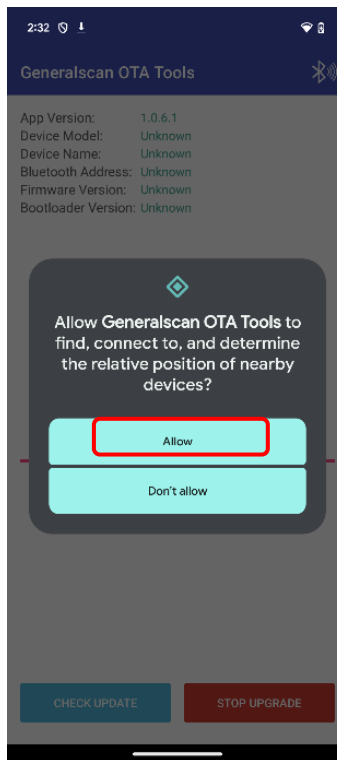 2:32
Generalscan OTA Tools
App Version: 1.0.6.1
Device Model: Unknown
Device Name: Unknown
Bluetooth Address: Unknown
Firmware Version: Unknown
Bootloader Version: Unknown
Allow Generalscan OTA Tools to
find, connect to, and determine
the relative position of nearby
devices?
Allow
Don't allow
CHECK UPDATE
STOP UPGRADE